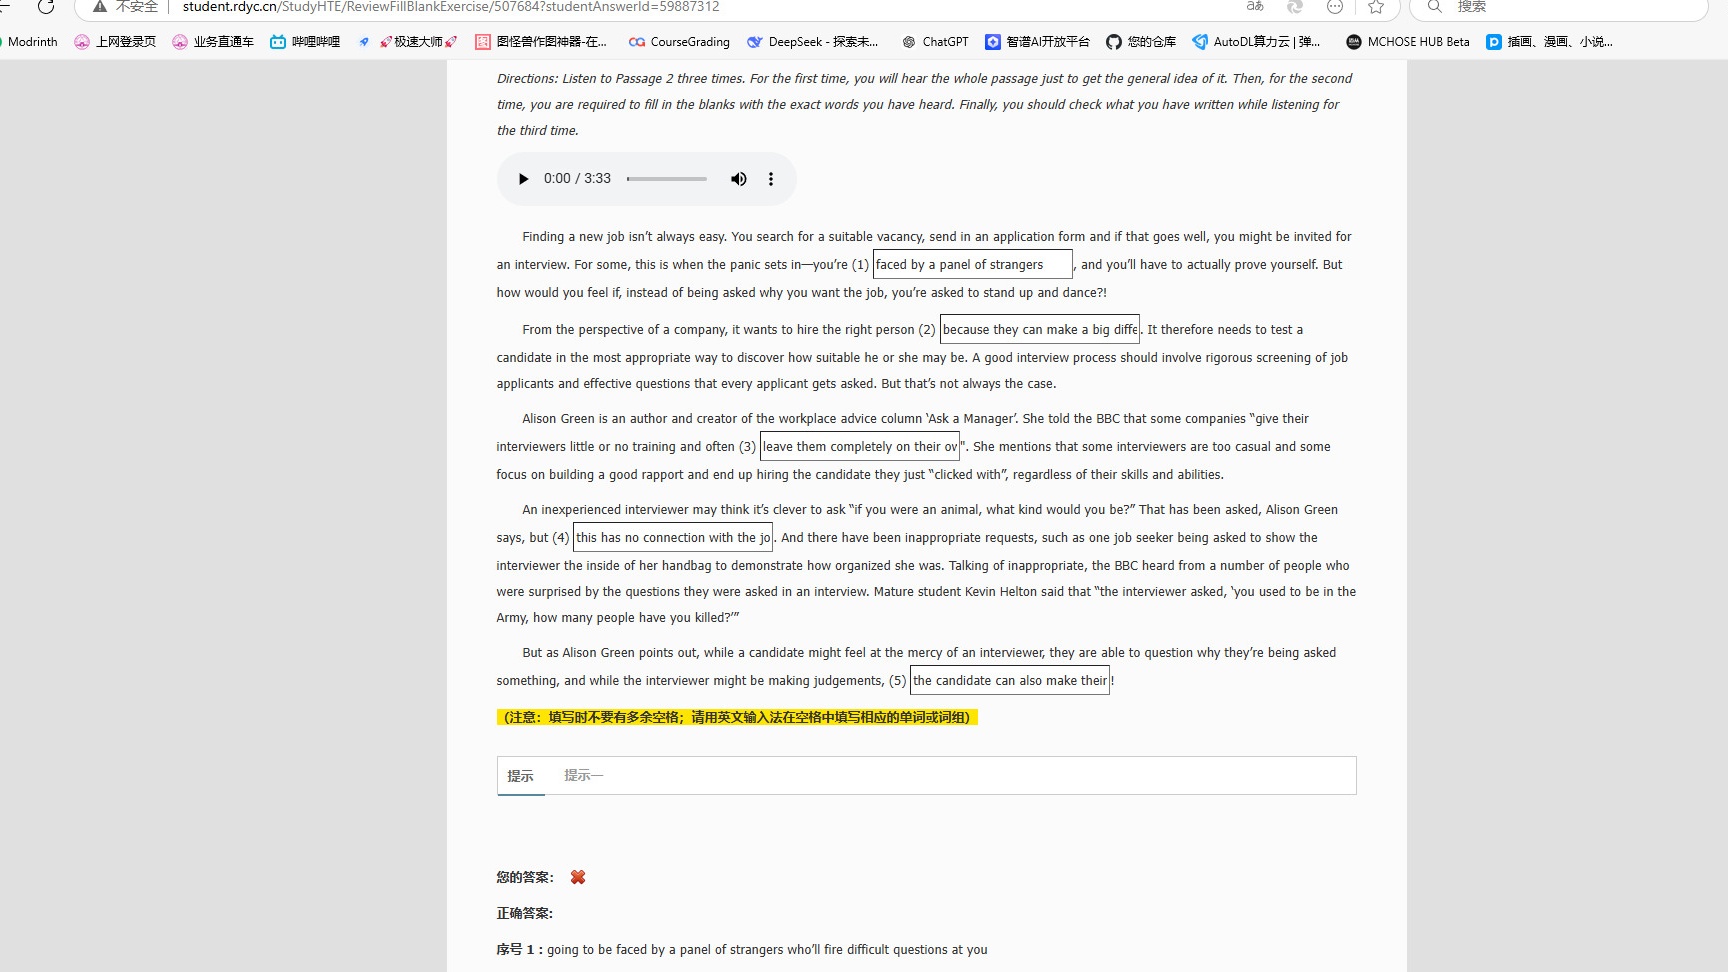 不安全 student.rdyc.cn/StudyHTE/ReviewFillBlankExercise/507684?studentAnswerId=59887312 aあ 搜索
Modrinth 上网登录页 业务直通车 哔哩哔哩 🚀极速大师🚀 图怪兽作图神器-在... CourseGrading DeepSeek - 探索未... ChatGPT 智谱AI开放平台 您的仓库 AutoDL算力云 | 弹... MCHOSE HUB Beta 插画、漫画、小说...
Directions: Listen to Passage 2 three times. For the first time, you will hear the whole passage just to get the general idea of it. Then, for the second
time, you are required to fill in the blanks with the exact words you have heard. Finally, you should check what you have written while listening for
the third time.
0:00 / 3:33
Finding a new job isn’t always easy. You search for a suitable vacancy, send in an application form and if that goes well, you might be invited for
an interview. For some, this is when the panic sets in—you’re (1) faced by a panel of strangers , and you’ll have to actually prove yourself. But
how would you feel if, instead of being asked why you want the job, you’re asked to stand up and dance?!
From the perspective of a company, it wants to hire the right person (2) because they can make a big diffe . It therefore needs to test a
candidate in the most appropriate way to discover how suitable he or she may be. A good interview process should involve rigorous screening of job
applicants and effective questions that every applicant gets asked. But that’s not always the case.
Alison Green is an author and creator of the workplace advice column ‘Ask a Manager’. She told the BBC that some companies “give their
interviewers little or no training and often (3) leave them completely on their ov ". She mentions that some interviewers are too casual and some
focus on building a good rapport and end up hiring the candidate they just “clicked with”, regardless of their skills and abilities.
An inexperienced interviewer may think it’s clever to ask “if you were an animal, what kind would you be?” That has been asked, Alison Green
says, but (4) this has no connection with the jo . And there have been inappropriate requests, such as one job seeker being asked to show the
interviewer the inside of her handbag to demonstrate how organized she was. Talking of inappropriate, the BBC heard from a number of people who
were surprised by the questions they were asked in an interview. Mature student Kevin Helton said that “the interviewer asked, ‘you used to be in the
Army, how many people have you killed?’”
But as Alison Green points out, while a candidate might feel at the mercy of an interviewer, they are able to question why they’re being asked
something, and while the interviewer might be making judgements, (5) the candidate can also make their !
(注意：填写时不要有多余空格；请用英文输入法在空格中填写相应的单词或词组)
提示 提示一
您的答案：
正确答案:
序号 1：going to be faced by a panel of strangers who’ll fire difficult questions at you